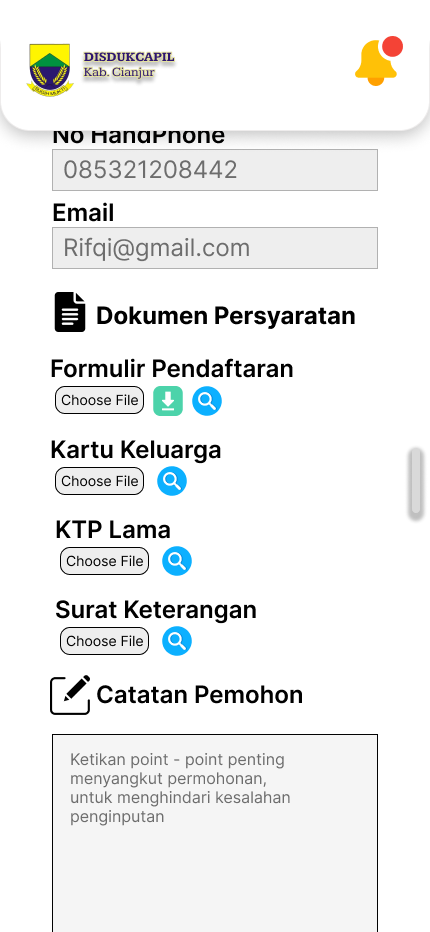 DISDUKCAPIL
Kab. Cianjur
No HandPhone
085321208442
Email
Rifqi@gmail.com
Dokumen Persyaratan
Formulir Pendaftaran
Choose File
Kartu Keluarga
Choose File
KTP Lama
Choose File
Surat Keterangan
Choose File
Catatan Pemohon
Ketikan point - point penting
menyangkut permohonan,
untuk menghindari kesalahan
penginputan